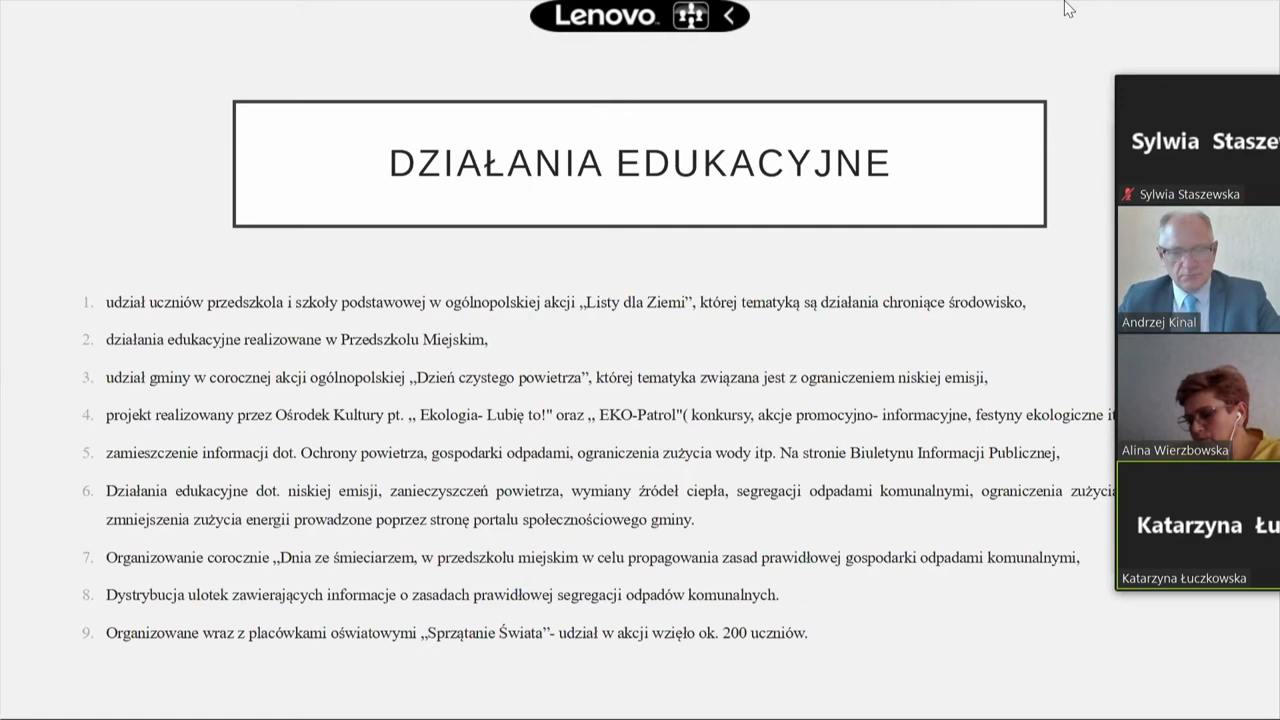 Lenovo
DZIAŁANIA EDUKACYJNE
1. udział uczniów przedszkola i szkoły podstawowej w ogólnopolskiej akcji „Listy dla Ziemi”, której tematyką są działania chroniące środowisko,
2. działania edukacyjne realizowane w Przedszkolu Miejskim,
3. udział gminy w corocznej akcji ogólnopolskiej „Dzień czystego powietrza”, której tematyka związana jest z ograniczeniem niskiej emisji,
4. projekt realizowany przez Ośrodek Kultury pt. „ Ekologia- Lubię to!" oraz „ EKO-Patrol"( konkursy, akcje promocyjno- informacyjne, festyny ekologiczne
5. zamieszczenie informacji dot. Ochrony powietrza, gospodarki odpadami, ograniczenia zużycia wody itp. Na stronie Biuletynu Informacji Publicznej,
6. Działania edukacyjne dot. niskiej emisji, zanieczyszczeń powietrza, wymiany źródeł ciepła, segregacji odpadami komunalnymi, ograniczenia zużycia
zmniejszenia zużycia energii prowadzone poprzez stronę portalu społecznościowego gminy.
7. Organizowanie corocznie „Dnia ze śmieciarzem, w przedszkolu miejskim w celu propagowania zasad prawidłowej gospodarki odpadami komunalnymi,
8. Dystrybucja ulotek zawierających informacje o zasadach prawidłowej segregacji odpadów komunalnych.
9. Organizowane wraz z placówkami oświatowymi „Sprzątanie Świata”- udział w akcji wzięło ok. 200 uczniów.
Sylwia Stasze
Sylwia Staszewska
Andrzej Kinal
Alina Wierzbowska
Katarzyna Łu
Katarzyna Łuczkowska